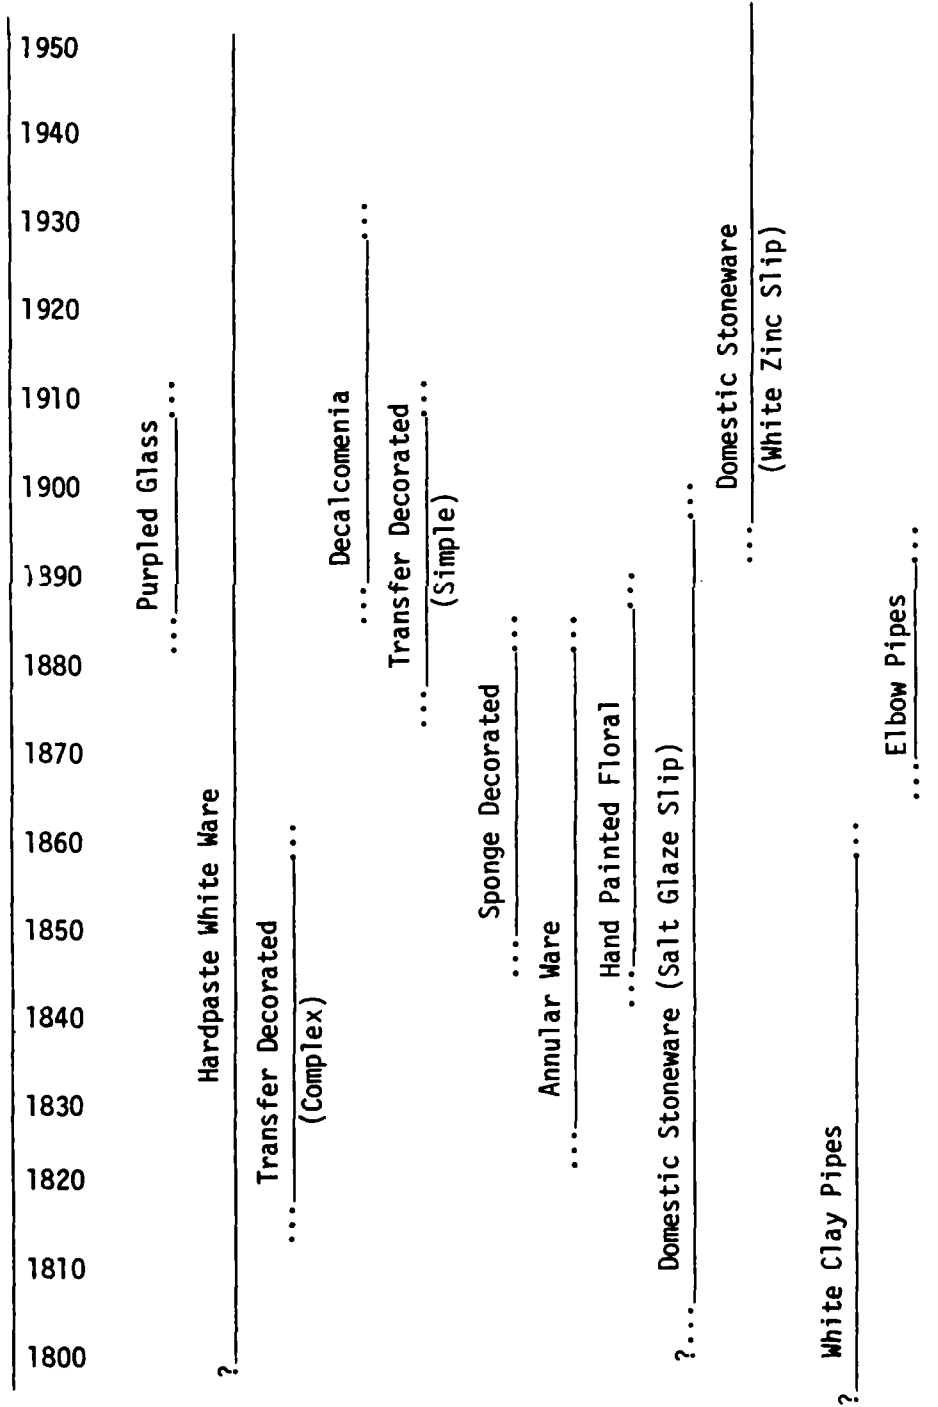 1950
1940
1930
1920
1910
1900
1890
1880
1870
1860
1850
1840
1830
1820
1810
1800
Purpled Glass
Hardpaste White Ware
?
Transfer Decorated
(Complex)
Decalcomenia
Transfer Decorated
(Simple)
Sponge Decorated
Annular Ware
Hand Painted Floral
Domestic Stoneware (Salt Glaze Slip)
?
Domestic Stoneware
(White Zinc Slip)
White Clay Pipes
?
Elbow Pipes